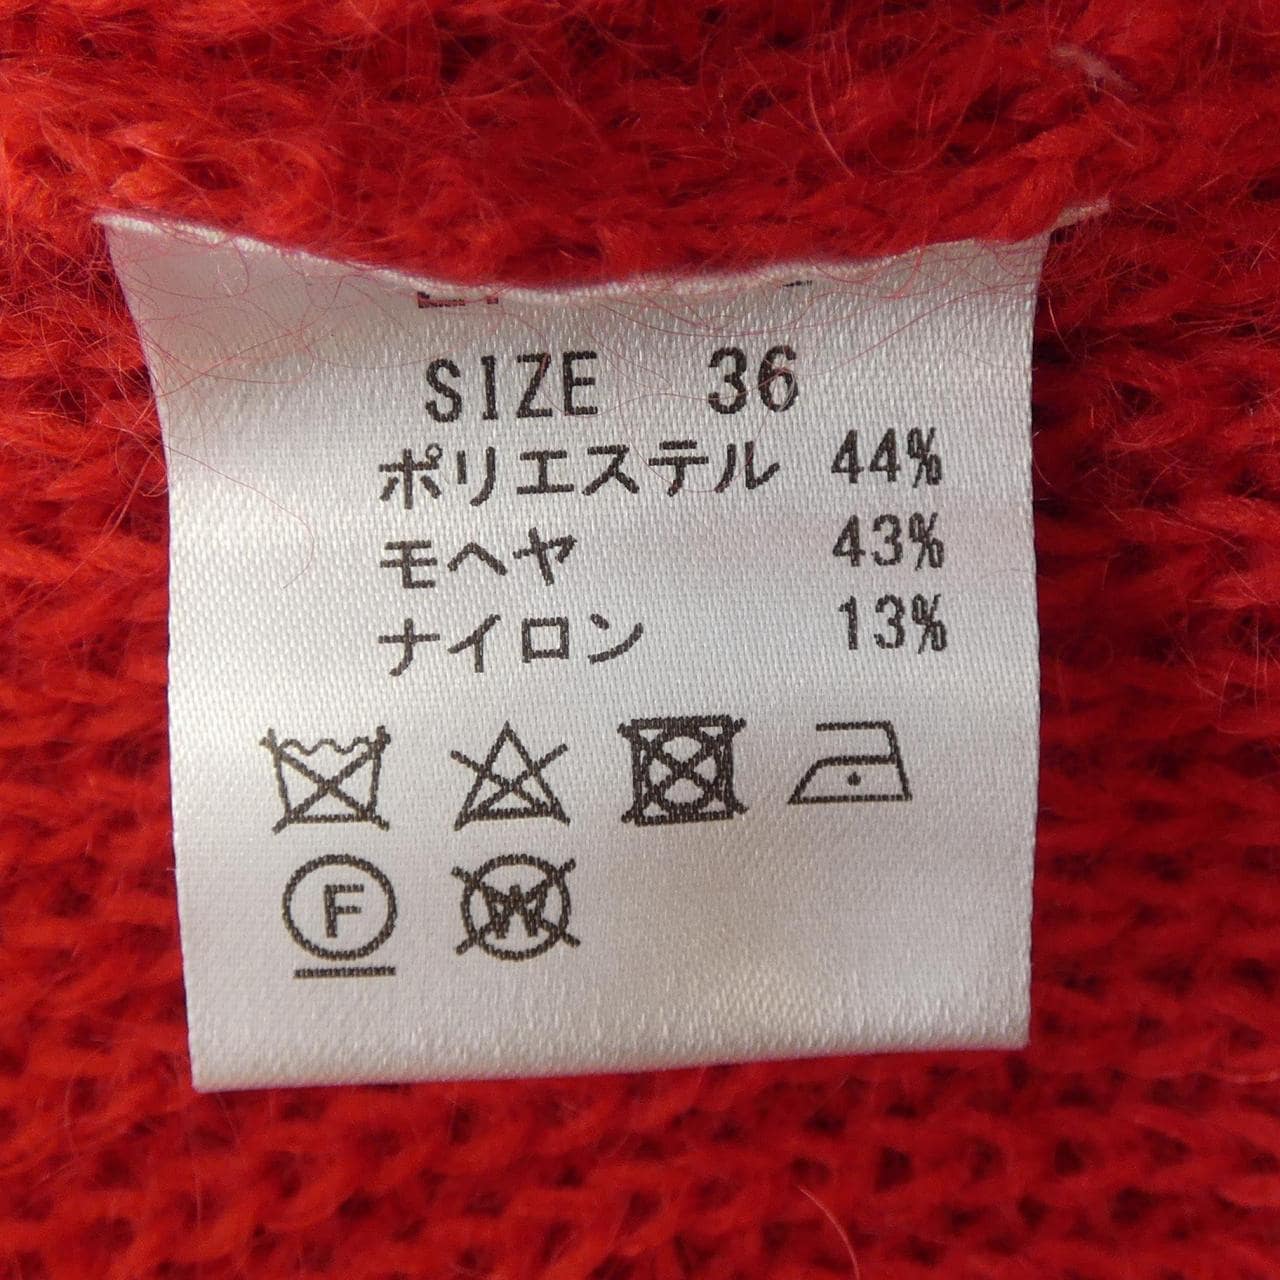 SIZE 36
ポリエステル 44%
モヘヤ 43%
ナイロン 13%
F
W